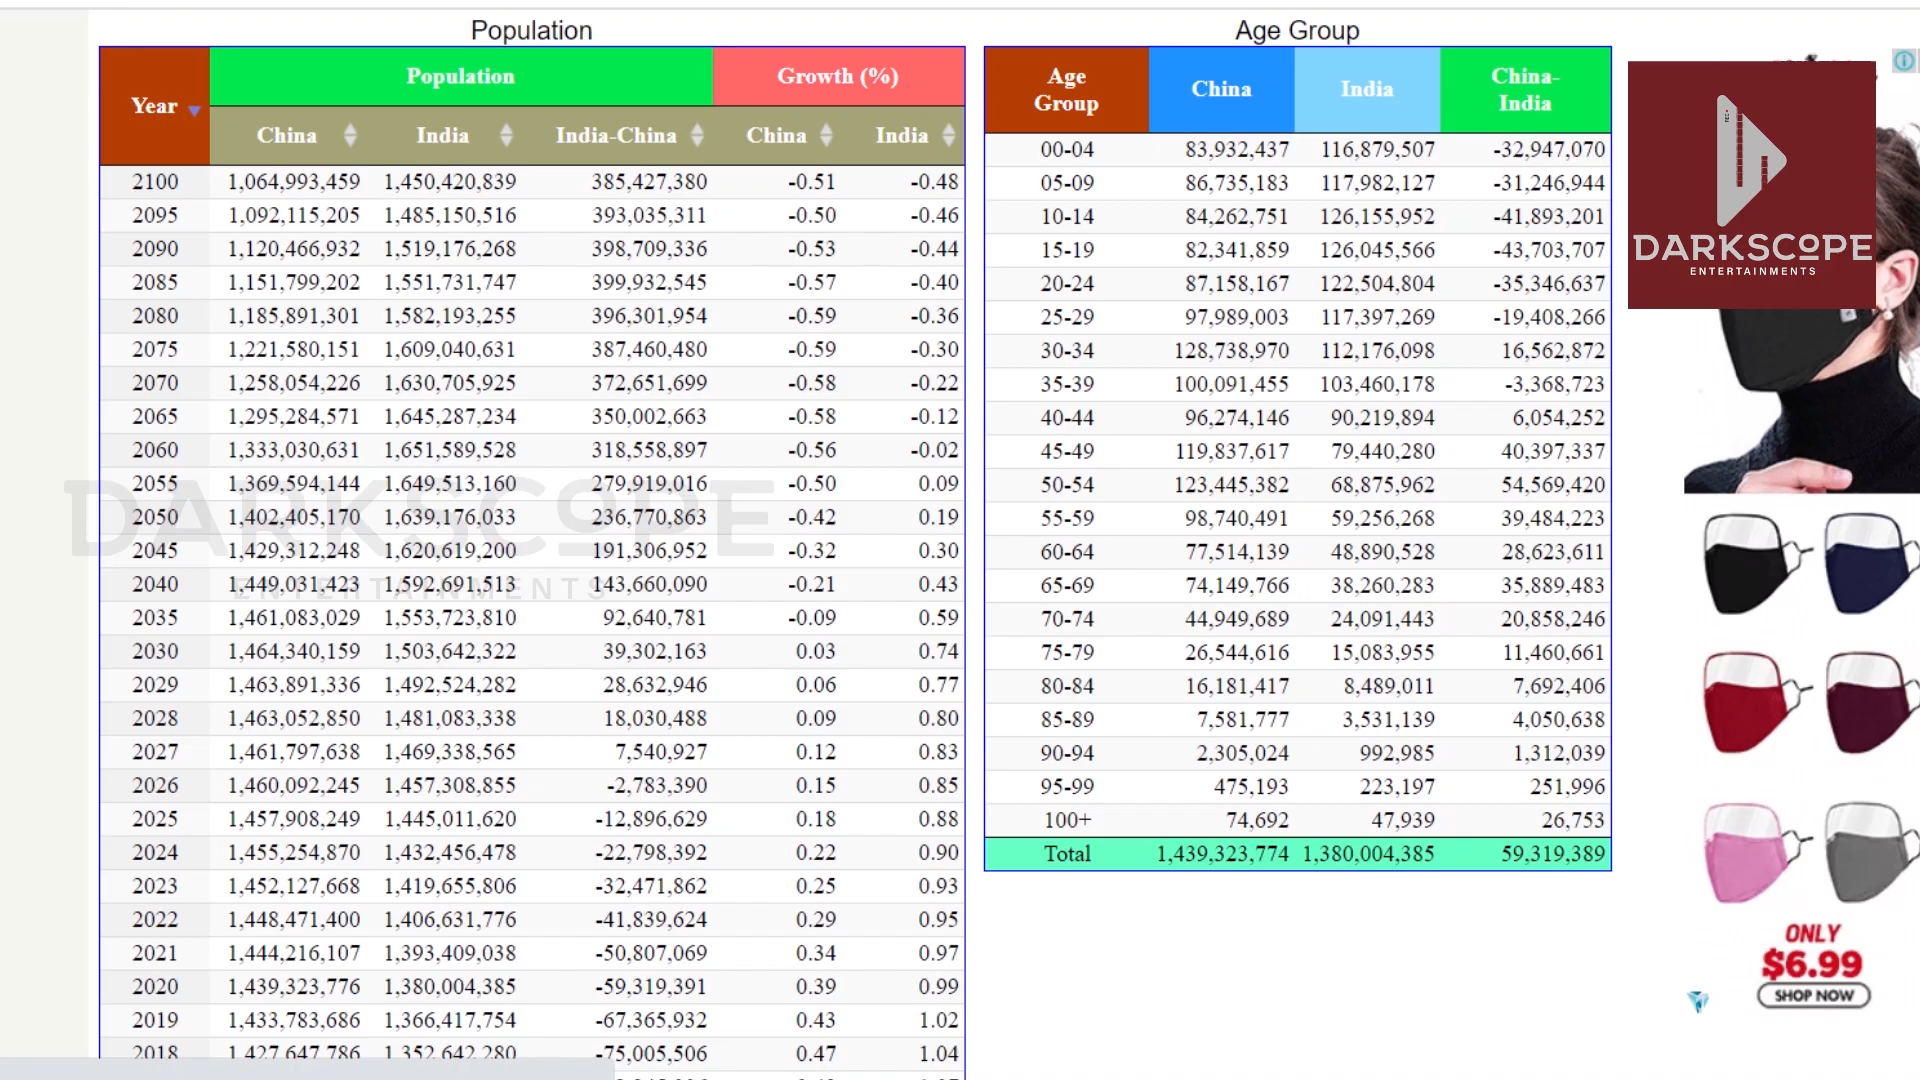 Population
Year Population Growth (%)
China India India-China China India
2100 1,064,993,459 1,450,420,839 385,427,380 -0.51 -0.48
2095 1,092,115,205 1,485,150,516 393,035,311 -0.50 -0.46
2090 1,120,466,932 1,519,176,268 398,709,336 -0.53 -0.44
2085 1,151,799,202 1,551,731,747 399,932,545 -0.57 -0.40
2080 1,185,891,301 1,582,193,255 396,301,954 -0.59 -0.36
2075 1,221,580,151 1,609,040,631 387,460,480 -0.59 -0.30
2070 1,258,054,226 1,630,705,925 372,651,699 -0.58 -0.22
2065 1,295,284,571 1,645,287,234 350,002,663 -0.58 -0.12
2060 1,333,030,631 1,651,589,528 318,558,897 -0.56 -0.02
2055 1,369,594,144 1,649,513,160 279,919,016 -0.50 0.09
2050 1,402,405,170 1,639,176,033 236,770,863 -0.42 0.19
2045 1,429,312,248 1,620,619,200 191,306,952 -0.32 0.30
2040 1,449,031,423 1,592,691,513 143,660,090 -0.21 0.43
2035 1,461,083,029 1,553,723,810 92,640,781 -0.09 0.59
2030 1,464,340,159 1,503,642,322 39,302,163 0.03 0.74
2029 1,463,891,336 1,492,524,282 28,632,946 0.06 0.77
2028 1,463,052,850 1,481,083,338 18,030,488 0.09 0.80
2027 1,461,797,638 1,469,338,565 7,540,927 0.12 0.83
2026 1,460,092,245 1,457,308,855 -2,783,390 0.15 0.85
2025 1,457,908,249 1,445,011,620 -12,896,629 0.18 0.88
2024 1,455,254,870 1,432,456,478 -22,798,392 0.22 0.90
2023 1,452,127,668 1,419,655,806 -32,471,862 0.25 0.93
2022 1,448,471,400 1,406,631,776 -41,839,624 0.29 0.95
2021 1,444,216,107 1,393,409,038 -50,807,069 0.34 0.97
2020 1,439,323,776 1,380,004,385 -59,319,391 0.39 0.99
2019 1,433,783,686 1,366,417,754 -67,365,932 0.43 1.02
2018 1,427,647,786 1,352,642,280 -75,005,506 0.47 1.04
DARKSCOPE
ENTERTAINMENTS
Age Group
Age Group China India China-India
00-04 83,932,437 116,879,507 -32,947,070
05-09 86,735,183 117,982,127 -31,246,944
10-14 84,262,751 126,155,952 -41,893,201
15-19 82,341,859 126,045,566 -43,703,707
20-24 87,158,167 122,504,804 -35,346,637
25-29 97,989,003 117,397,269 -19,408,266
30-34 128,738,970 112,176,098 16,562,872
35-39 100,091,455 103,460,178 -3,368,723
40-44 96,274,146 90,219,894 6,054,252
45-49 119,837,617 79,440,280 40,397,337
50-54 123,445,382 68,875,962 54,569,420
55-59 98,740,491 59,256,268 39,484,223
60-64 77,514,139 48,890,528 28,623,611
65-69 74,149,766 38,260,283 35,889,483
70-74 44,949,689 24,091,443 20,858,246
75-79 26,544,616 15,083,955 11,460,661
80-84 16,181,417 8,489,011 7,692,406
85-89 7,581,777 3,531,139 4,050,638
90-94 2,305,024 992,985 1,312,039
95-99 475,193 223,197 251,996
100+ 74,692 47,939 26,753
Total 1,439,323,774 1,380,004,385 59,319,389
DARKSCOPE
ENTERTAINMENTS
ONLY
$6.99
SHOP NOW